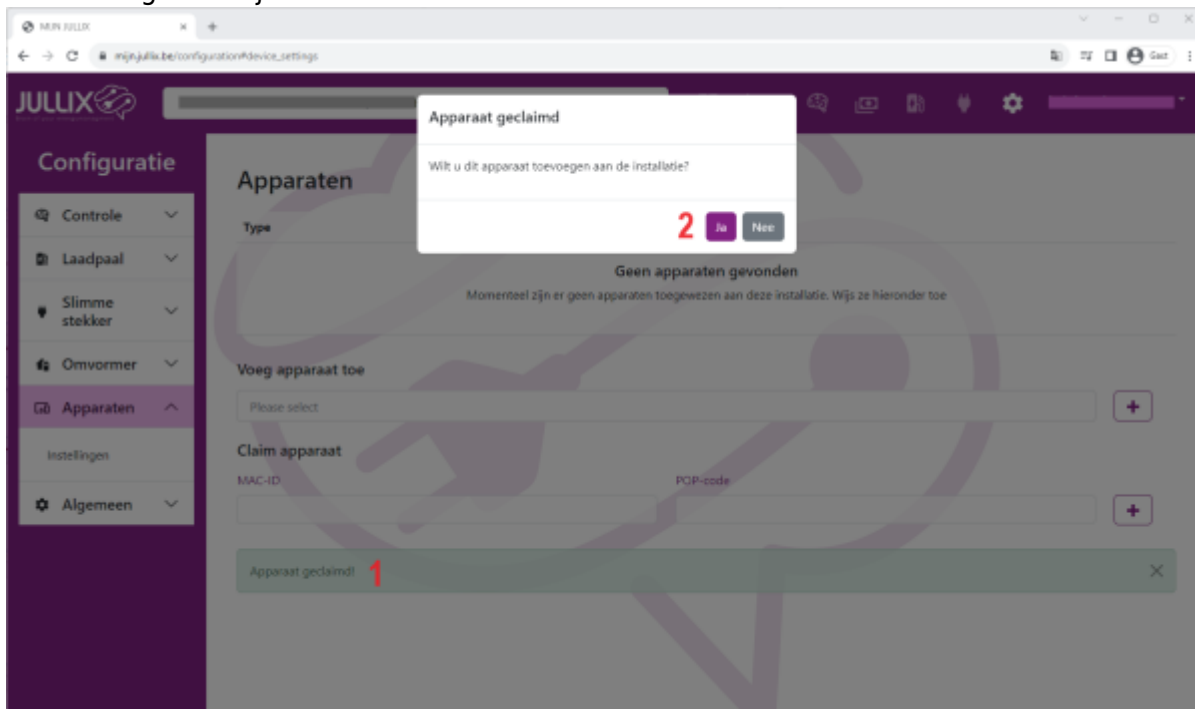 MIJN JULLIX
mijn.jullix.be/configuration#device_settings
Gast
JULLIX
Apparaat geclaimd
Wilt u dit apparaat toevoegen aan de installatie?
2 Ja Nee
Configuratie
Controle
Laadpaal
Slimme
stekker
Omvormer
Apparaten
Instellingen
Algemeen
Apparaten
Type
Geen apparaten gevonden
Momenteel zijn er geen apparaten toegewezen aan deze installatie. Wijs ze hieronder toe
Voeg apparaat toe
Please select
Claim apparaat
MAC-ID POP-code
Apparaat geclaimd! 1